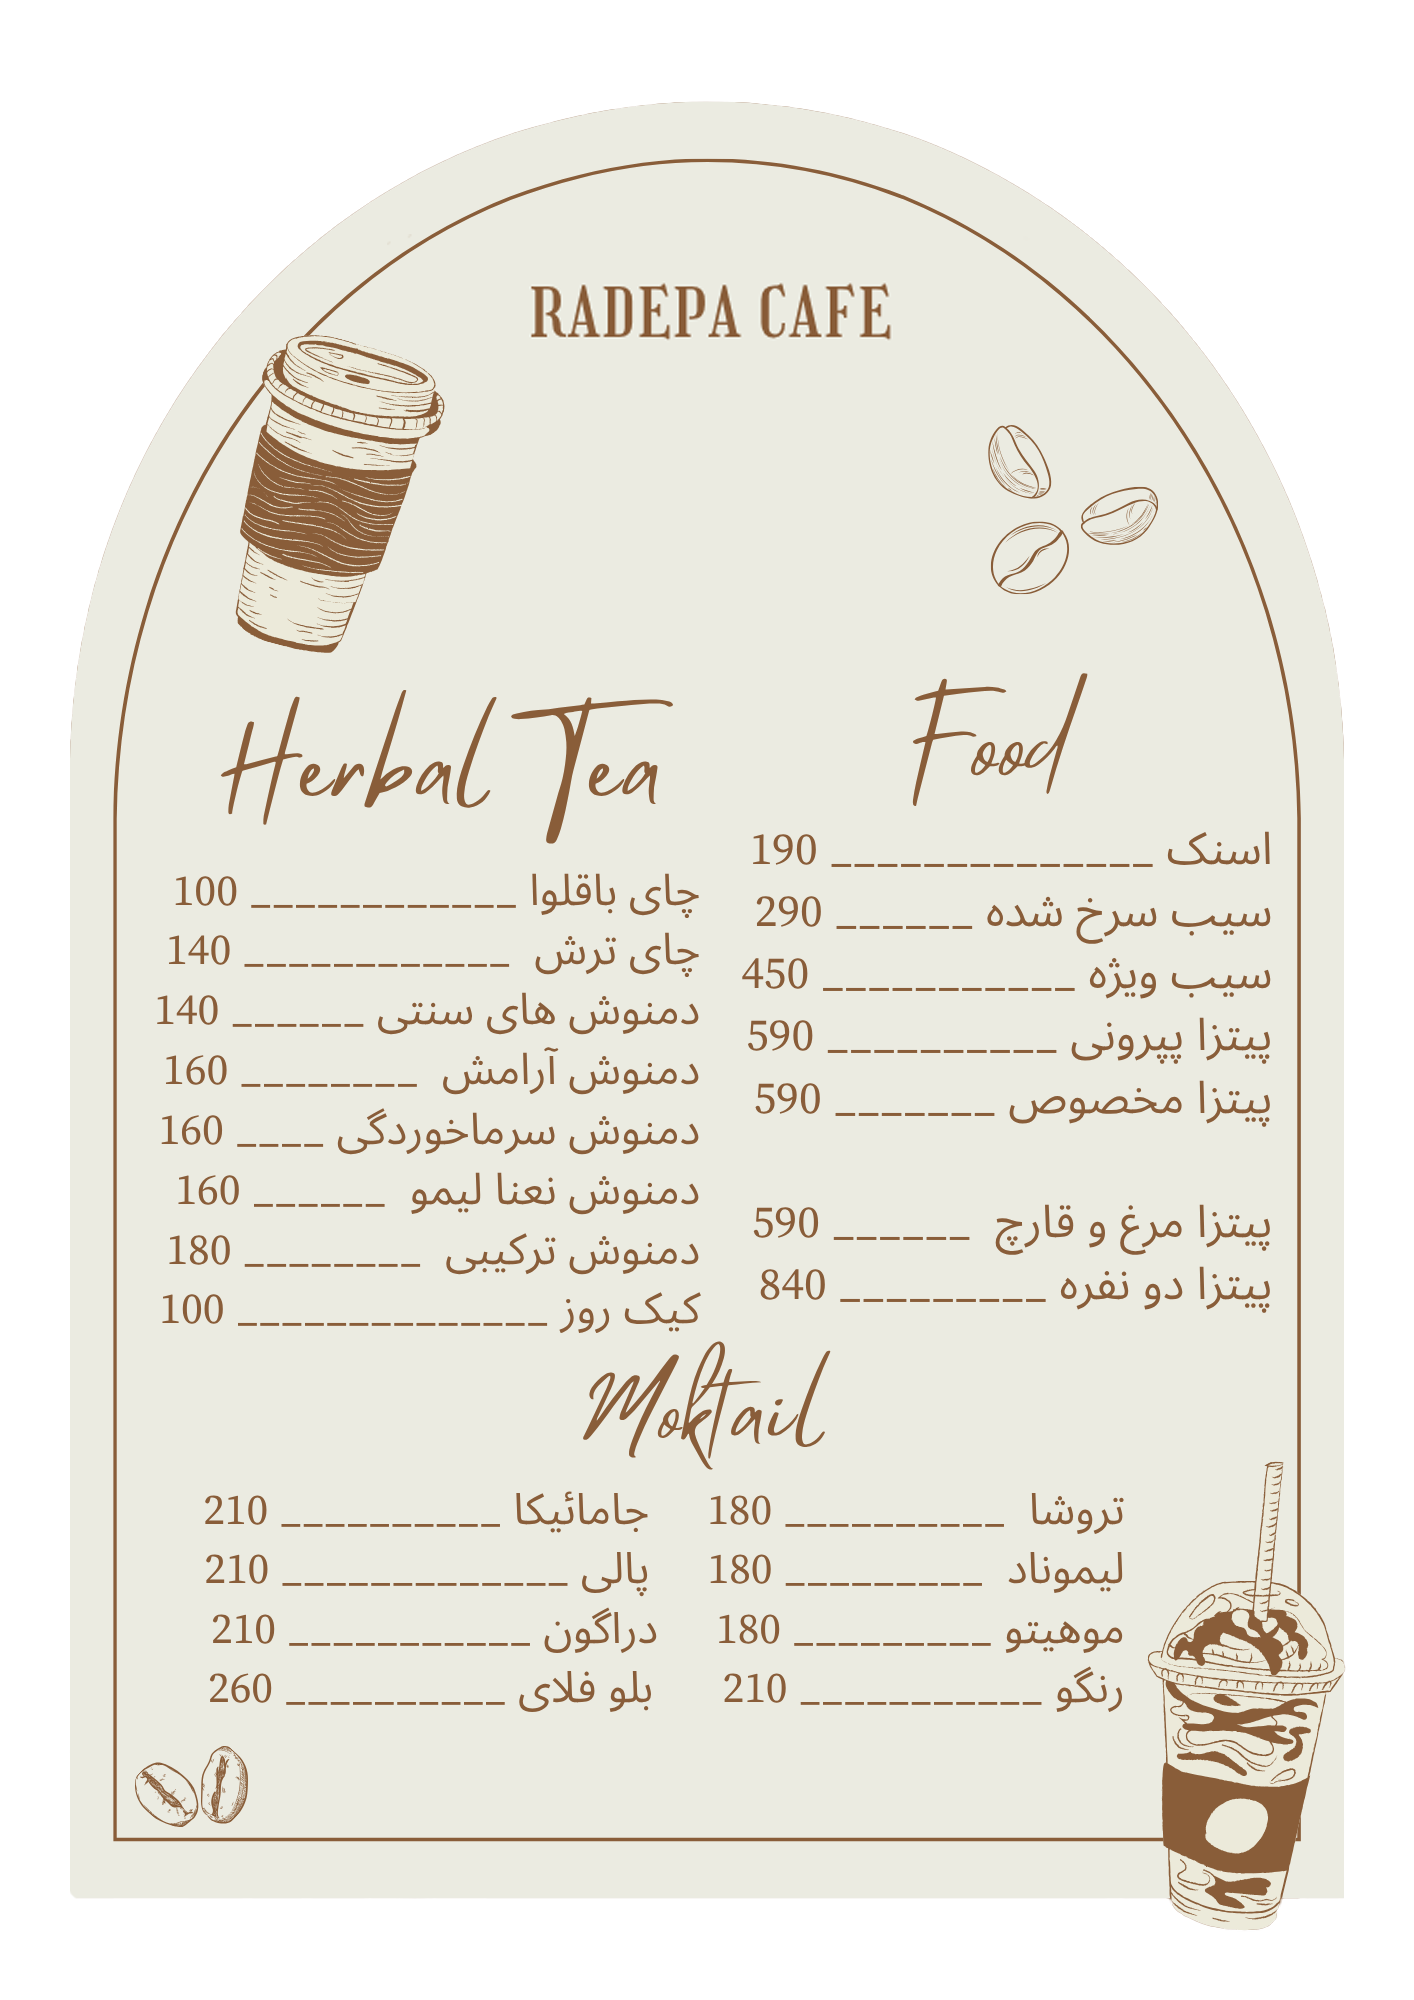 RADEPA CAFE
Herbal Tea
چای باقلوا ____________ 100
چای ترش ____________ 140
دمنوش های سنتی ______ 140
دمنوش آرامش ________ 160
دمنوش سرماخوردگی ____ 160
دمنوش نعنا لیمو ______ 160
دمنوش ترکیبی ________ 180
کیک روز ______________ 100
Food
اسنک ______________ 190
سیب سرخ شده ______ 290
سیب ویژه ___________ 450
پیتزا پپرونی __________ 590
پیتزا مخصوص _______ 590
پیتزا مرغ و قارچ ______ 590
پیتزا دو نفره _________ 840
Moktail
تروشا __________ 180
لیموناد _________ 180
موهیتو _________ 180
رنگو ___________ 210
جامائیکا __________ 210
پالی _____________ 210
دراگون ___________ 210
بلو فلای __________ 260